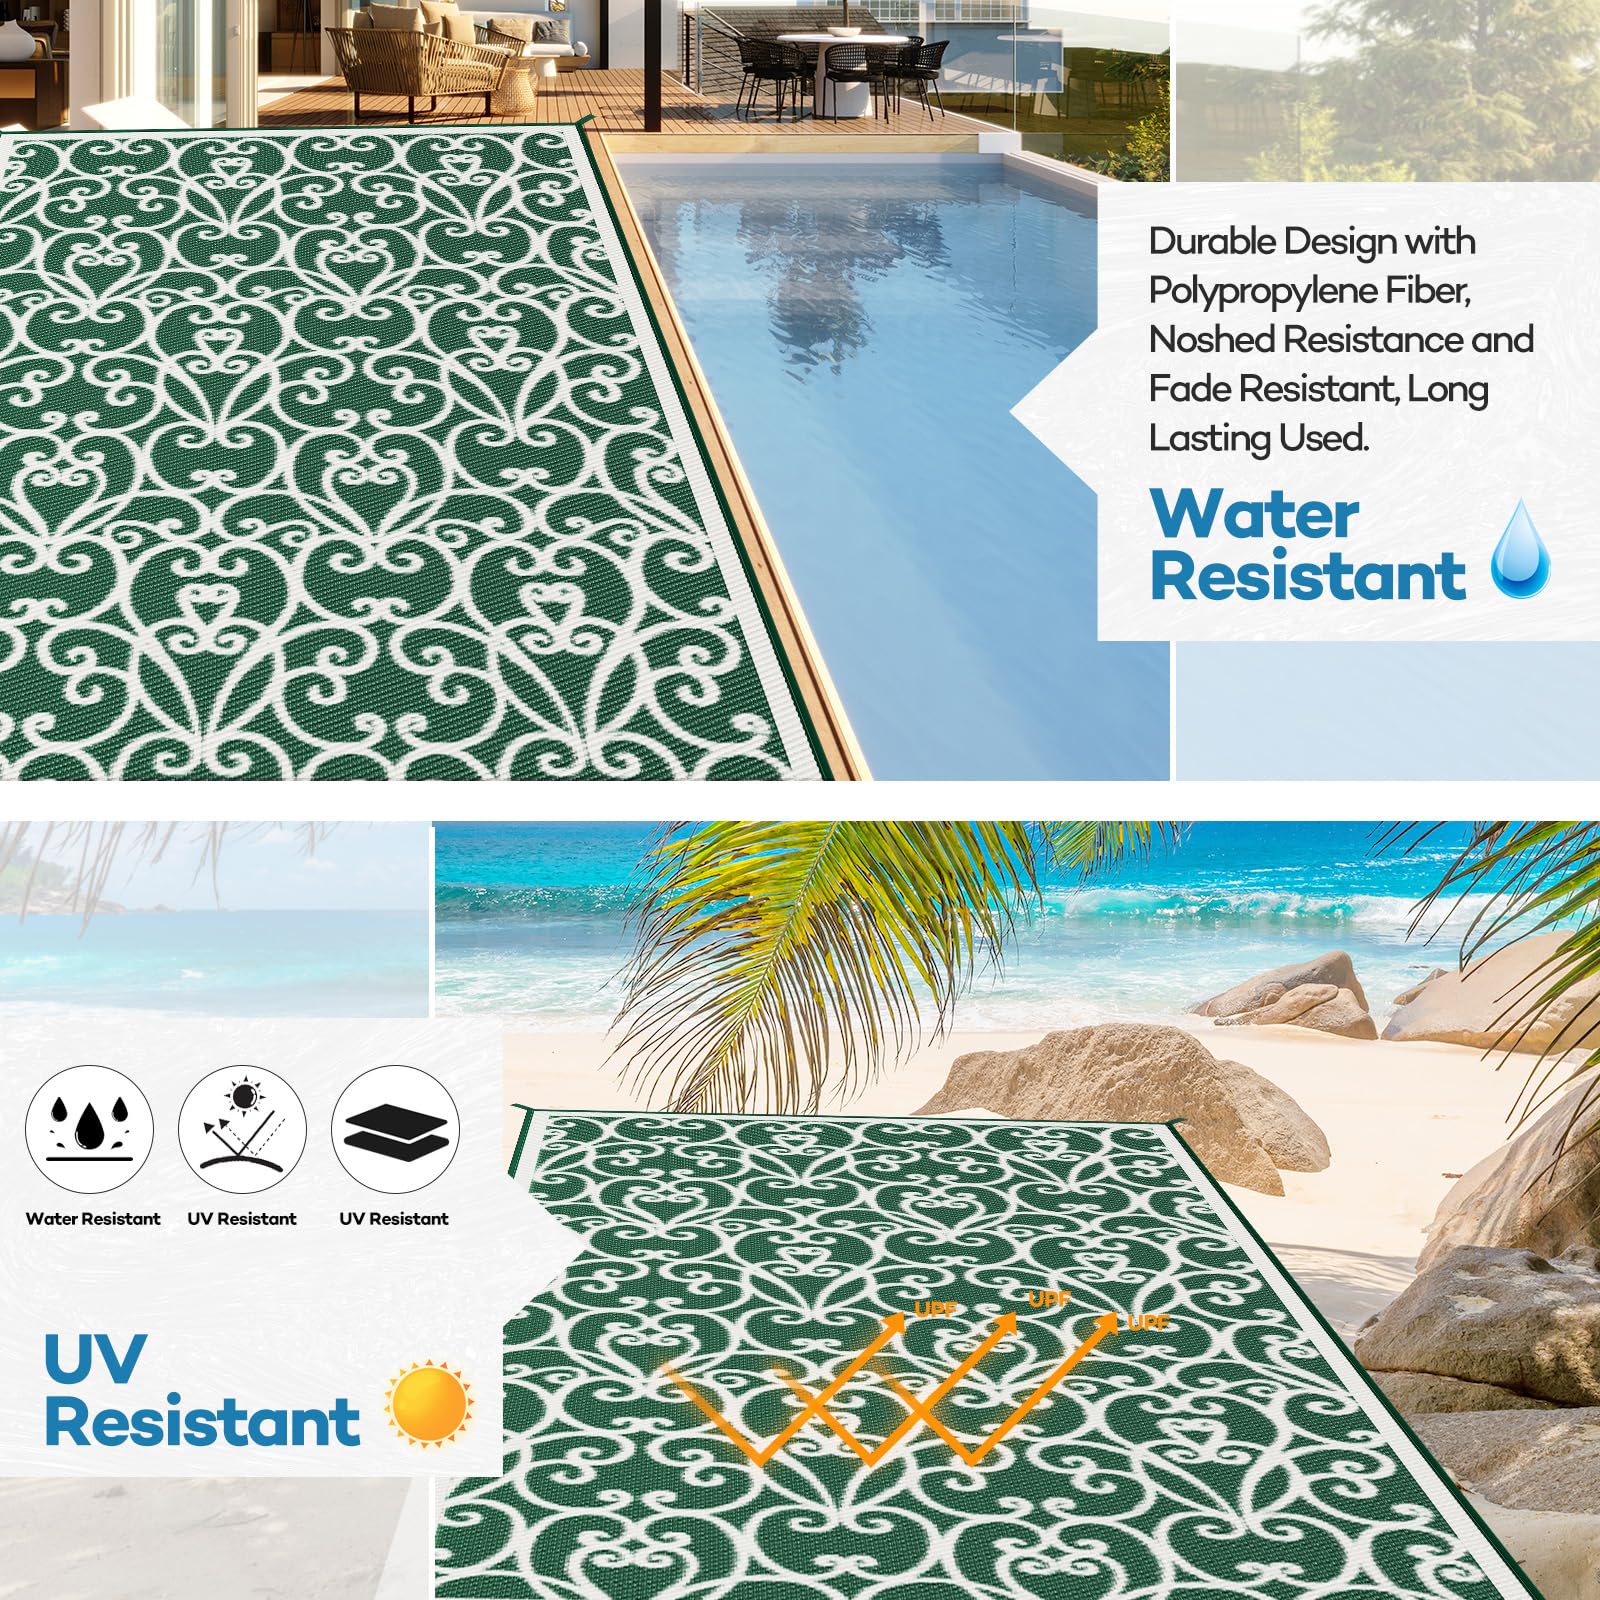 Durable Design with
Polypropylene Fiber,
Noshed Resistance and
Fade Resistant, Long
Lasting Used.
Water
Resistant
Water Resistant
UV Resistant
UV Resistant
UPF
UPF
UPF
UV
Resistant